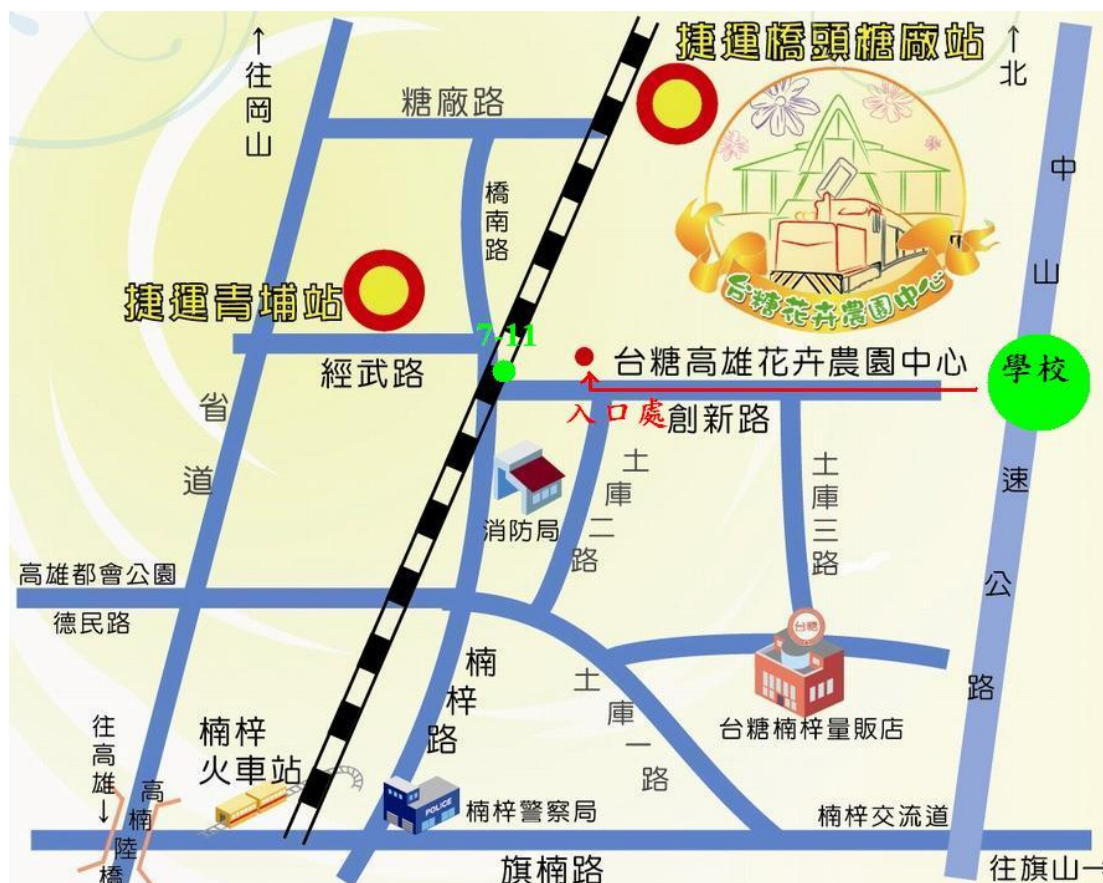 捷運橋頭糖廠站
↑往岡山
↑北
糖廠路
台糖花卉農園中心
中山高速公路
橋南路
捷運青埔站
7-11
台糖高雄花卉農園中心
學校
經武路
入口處
創新路
省道
土庫二路
土庫三路
消防局
高雄都會公園
德民路
台糖
楠梓路
土庫一路
台糖楠梓量販店
往高雄↓
楠梓
火車站
高楠陸橋
POLICE
楠梓警察局
楠梓交流道
旗楠路
往旗山→